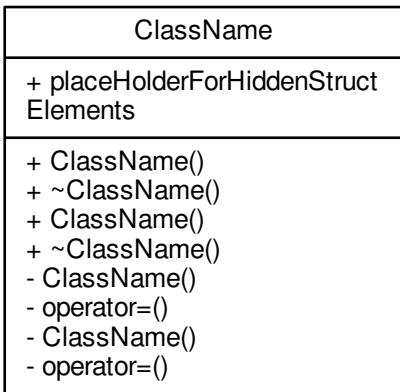 ClassName
+ placeHolderForHiddenStruct
Elements
+ ClassName()
+ ~ClassName()
+ ClassName()
+ ~ClassName()
- ClassName()
- operator=()
- ClassName()
- operator=()